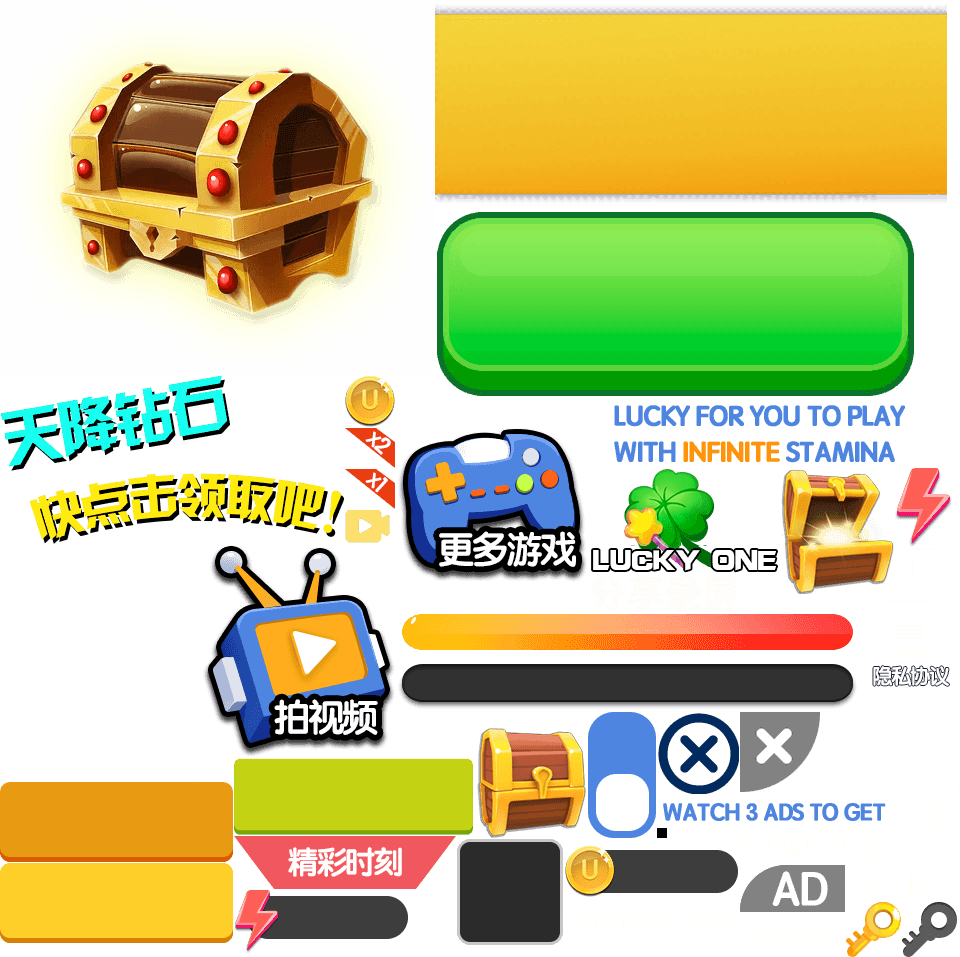 天降钻石
快点击领取吧！
U
X2
X1
更多游戏
LUCKY FOR YOU TO PLAY
WITH INFINITE STAMINA
LUCKY ONE
拍视频
隐私协议
WATCH 3 ADS TO GET
精彩时刻
U
AD